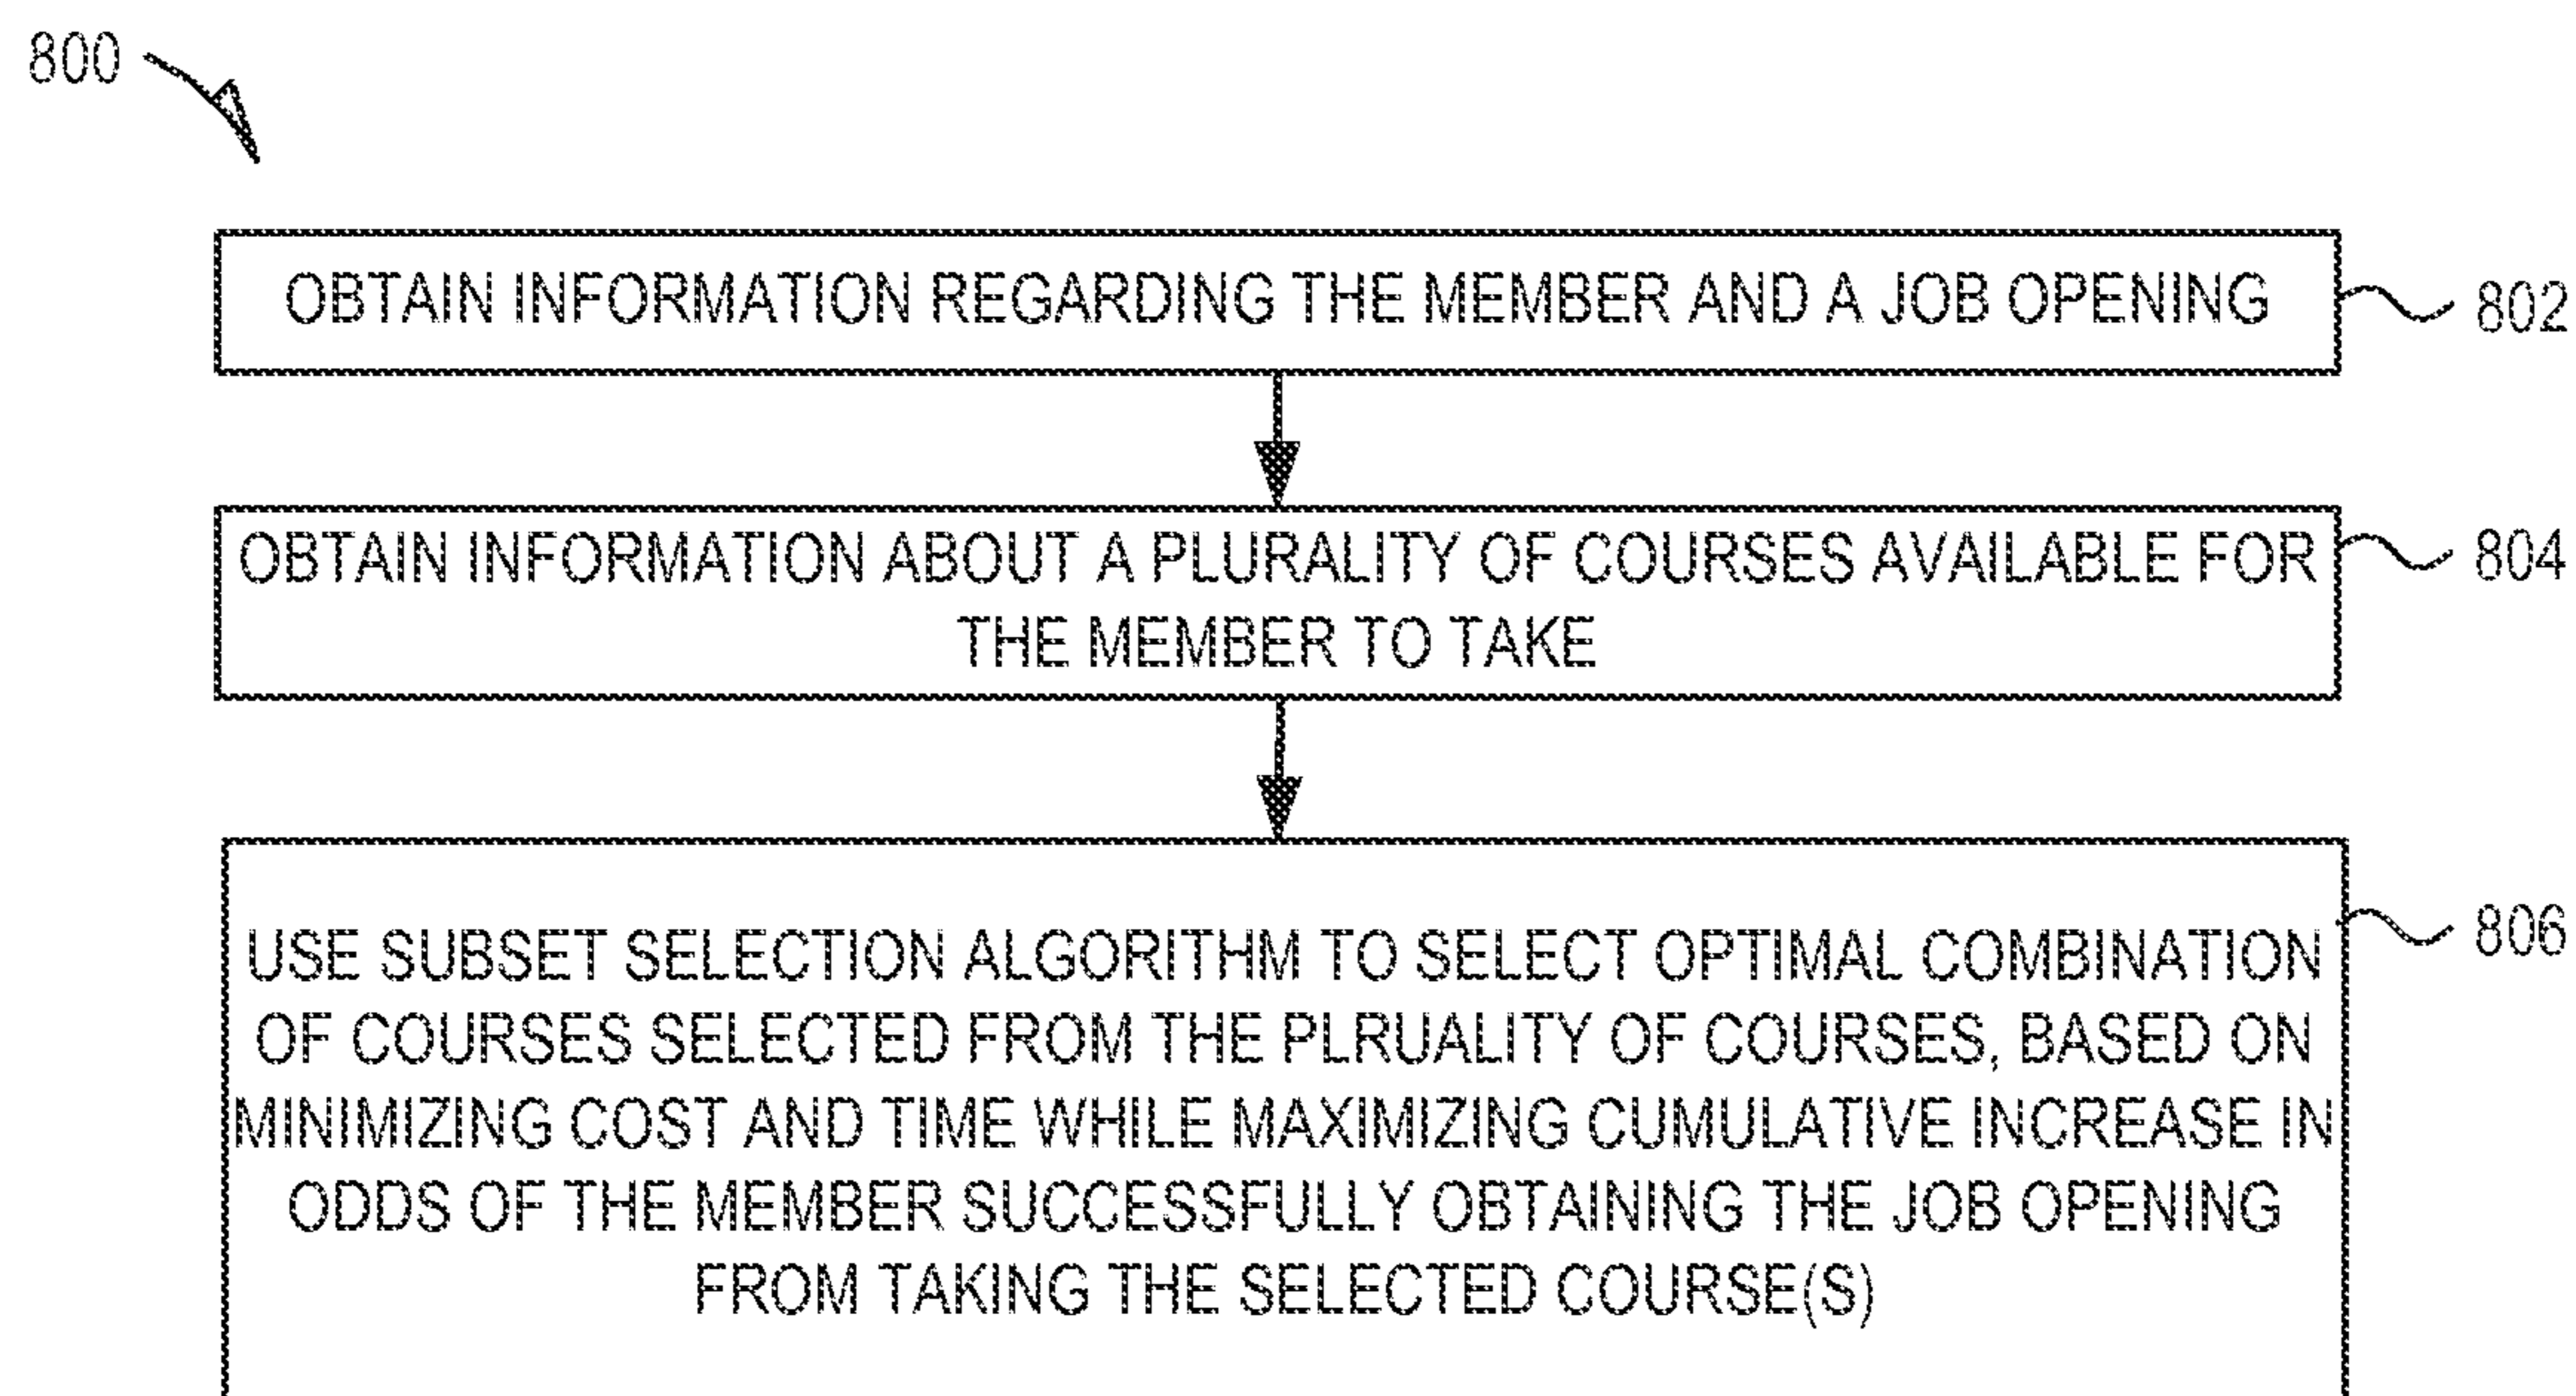 800
OBTAIN INFORMATION REGARDING THE MEMBER AND A JOB OPENING
802
OBTAIN INFORMATION ABOUT A PLURALITY OF COURSES AVAILABLE FOR
THE MEMBER TO TAKE
804
USE SUBSET SELECTION ALGORITHM TO SELECT OPTIMAL COMBINATION
OF COURSES SELECTED FROM THE PLRUALITY OF COURSES, BASED ON
MINIMIZING COST AND TIME WHILE MAXIMIZING CUMULATIVE INCREASE IN
ODDS OF THE MEMBER SUCCESSFULLY OBTAINING THE JOB OPENING
FROM TAKING THE SELECTED COURSE(S)
806